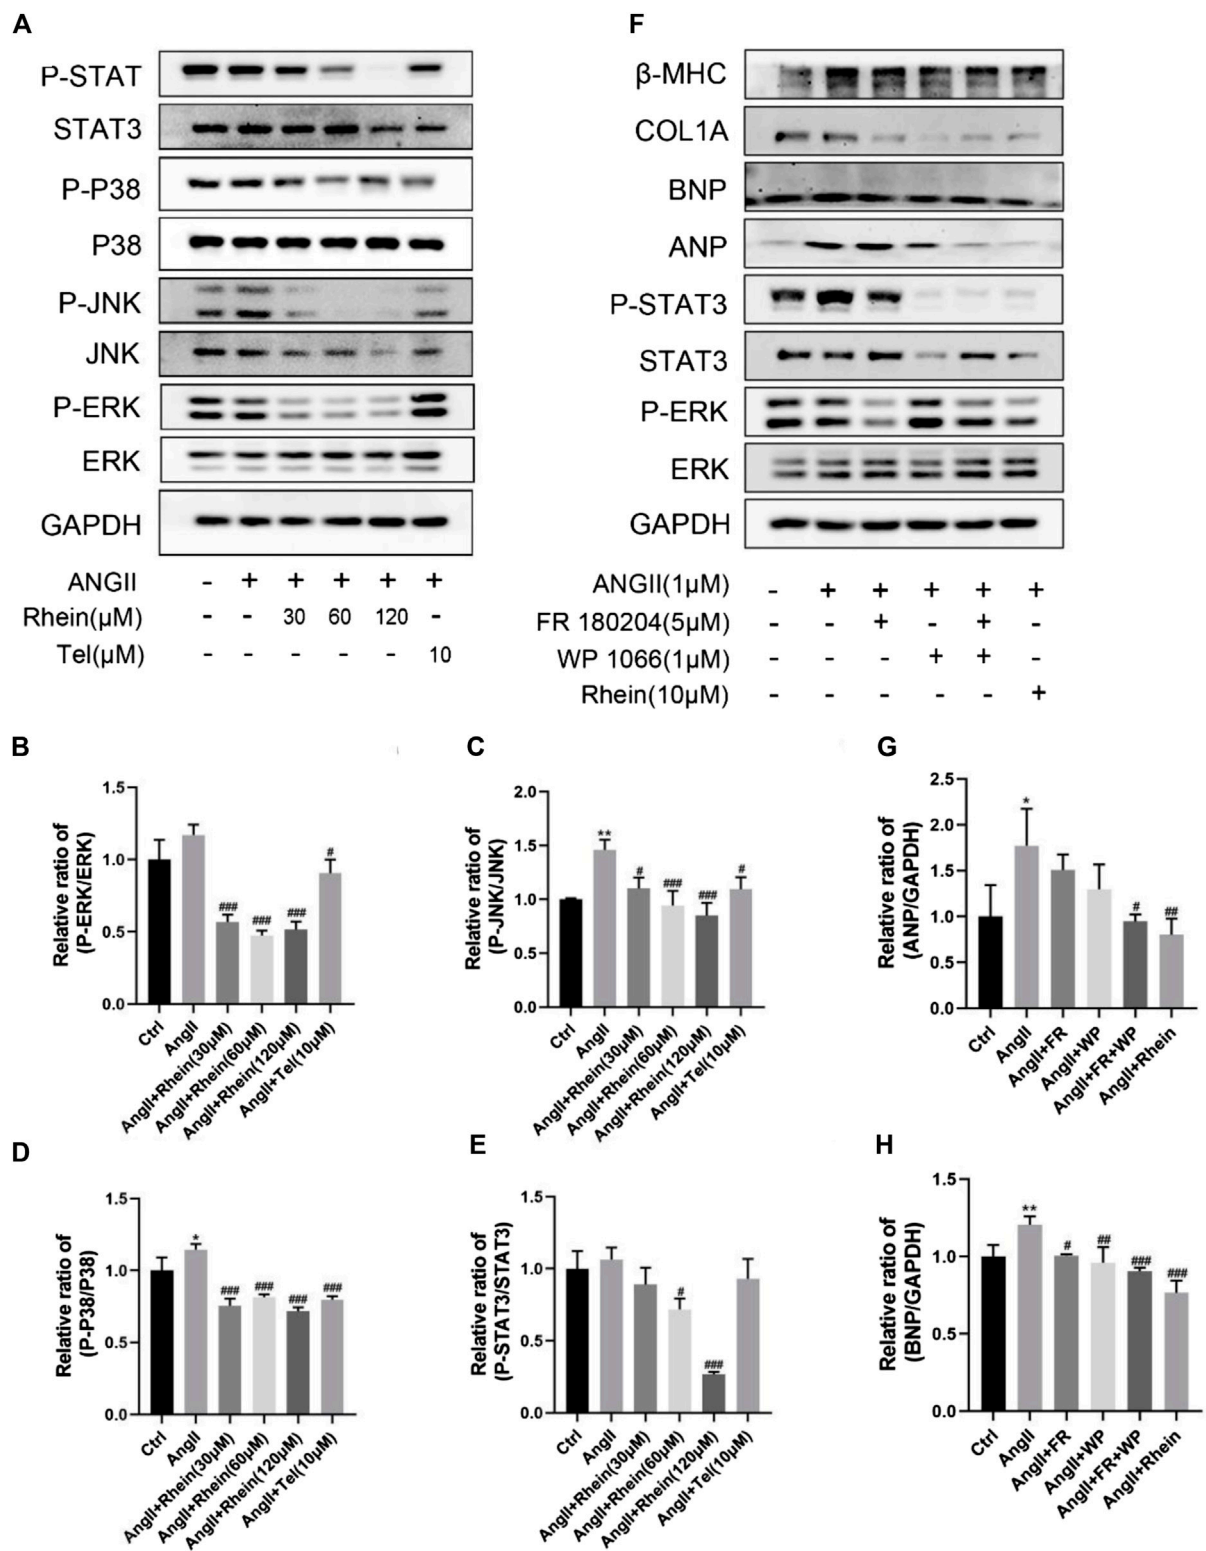 A
P-STAT
STAT3
P-P38
P38
P-JNK
JNK
P-ERK
ERK
GAPDH
ANGII - + + + + +
Rhein(μM) - - 30 60 120 -
Tel(μM) - - - - - 10
F
β-MHC
COL1A
BNP
ANP
P-STAT3
STAT3
P-ERK
ERK
GAPDH
ANGII(1μM) - + + + + +
FR 180204(5μM) - - + - + -
WP 1066(1μM) - - - + + -
Rhein(10μM) - - - - - +
B
Relative ratio of
(P-ERK/ERK)
1.5
1.0
0.5
0.0
### ### ### #
Ctrl
AngII
AngII+Rhein(30μM)
AngII+Rhein(60μM)
AngII+Rhein(120μM)
AngII+Tel(10μM)
C
Relative ratio of
(P-JNK/JNK)
2.0
1.5
1.0
0.5
0.0
** # ### ### #
Ctrl
AngII
AngII+Rhein(30μM)
AngII+Rhein(60μM)
AngII+Rhein(120μM)
AngII+Tel(10μM)
G
Relative ratio of
(ANP/GAPDH)
2.5
2.0
1.5
1.0
0.5
0.0
* # ##
Ctrl
AngII
AngII+FR
AngII+WP
AngII+FR+WP
AngII+Rhein
D
Relative ratio of
(P-P38/P38)
1.5
1.0
0.5
0.0
* ### ### ### ###
Ctrl
AngII
AngII+Rhein(30μM)
AngII+Rhein(60μM)
AngII+Rhein(120μM)
AngII+Tel(10μM)
E
Relative ratio of
(P-STAT3/STAT3)
1.5
1.0
0.5
0.0
# ###
Ctrl
AngII
AngII+Rhein(30μM)
AngII+Rhein(60μM)
AngII+Rhein(120μM)
AngII+Tel(10μM)
H
Relative ratio of
(BNP/GAPDH)
1.5
1.0
0.5
0.0
** # ## ### ###
Ctrl
AngII
AngII+FR
AngII+WP
AngII+FR+WP
AngII+Rhein